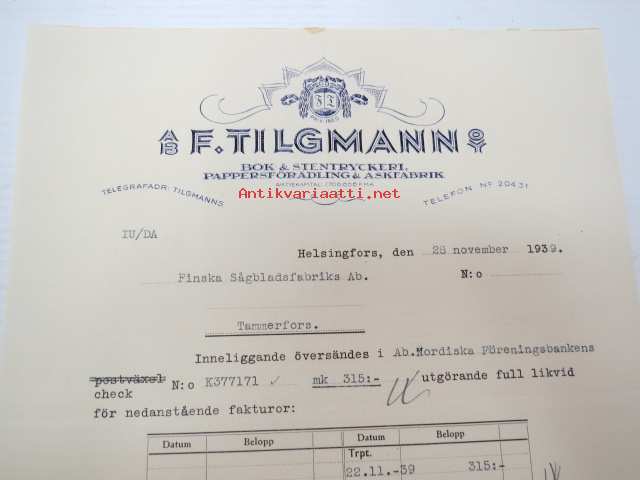 FT
AB F. TILGMANN OY
BOK & STENTRYCKERI,
PAPPERSFÖRÄDLING & ASKFABRIK
TELEGRAFADR: TILGMANNS
TELEFON Nº 20431
Antikvariaatti.net
IU/DA
Helsingfors, den 28 november 1939.
Finska Sågbladsfabriks Ab. N:o
Tammerfors.
Inneliggande översändes i Ab. Nordiska Föreningsbankens
postväxel
check N:o K377171 mk 315:- utgörande full likvid
för nedanstående fakturor:
Datum Belopp Datum Belopp
Trpt.
22.11.-39 315:-